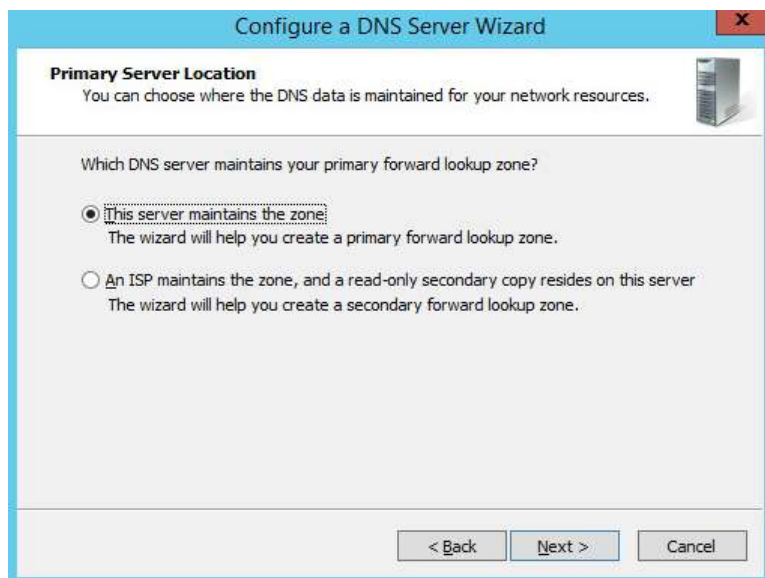 Configure a DNS Server Wizard
x
Primary Server Location
You can choose where the DNS data is maintained for your network resources.
Which DNS server maintains your primary forward lookup zone?
This server maintains the zone
The wizard will help you create a primary forward lookup zone.
An ISP maintains the zone, and a read-only secondary copy resides on this server
The wizard will help you create a secondary forward lookup zone.
< Back Next > Cancel